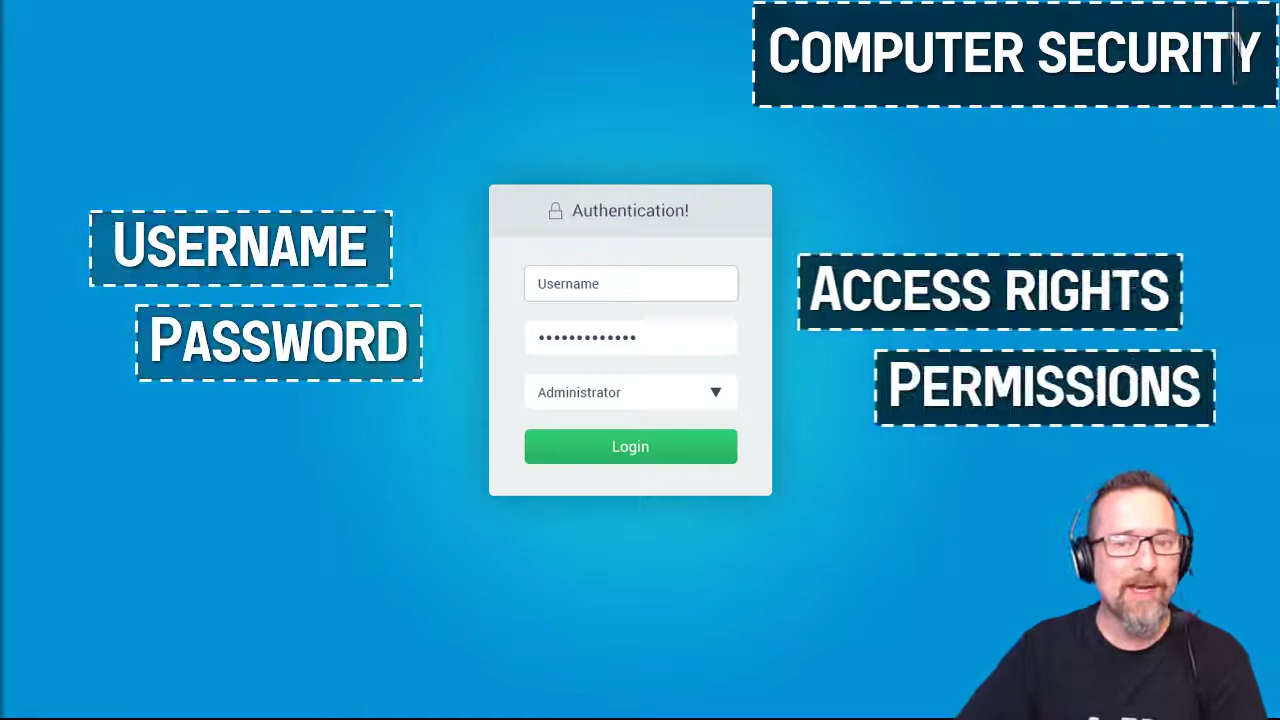 COMPUTER SECURITY
USERNAME
PASSWORD
Authentication!
Username
•••••••••••••
Administrator
Login
ACCESS RIGHTS
PERMISSIONS